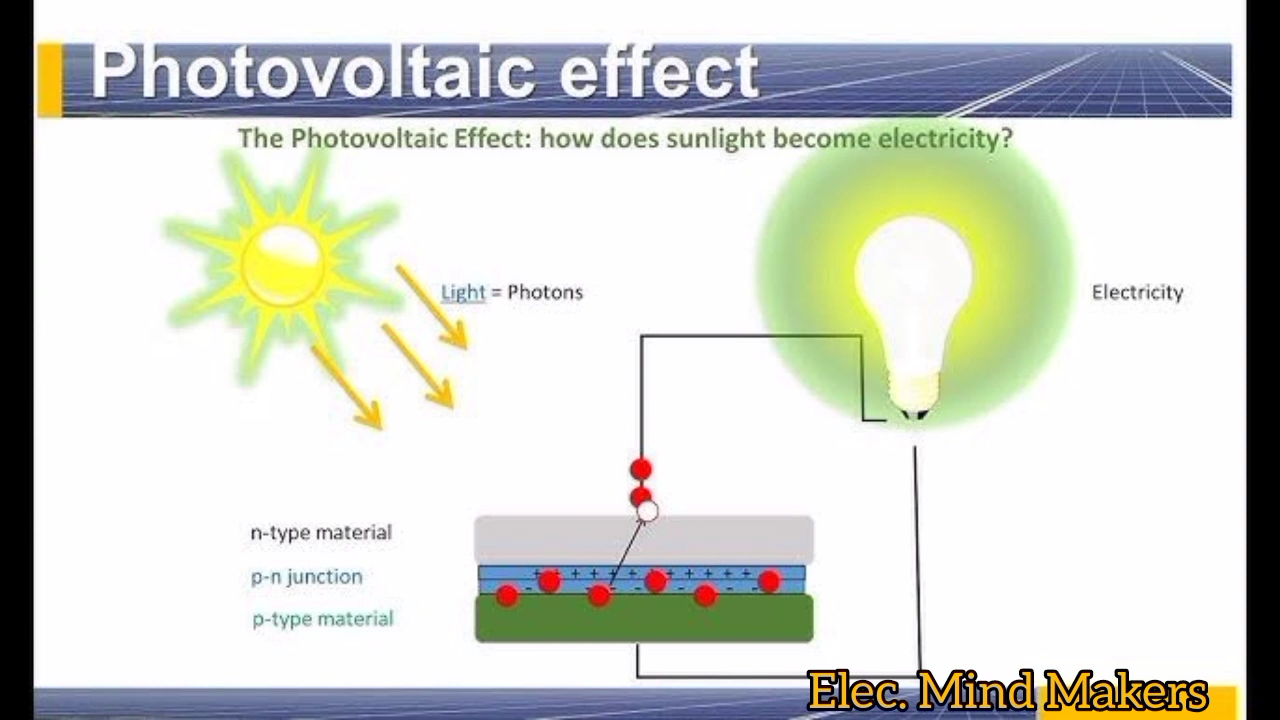 Photovoltaic effect
The Photovoltaic Effect: how does sunlight become electricity?
Light = Photons
Electricity
n-type material
p-n junction
+ + + + + + + + + + + +
p-type material
Elec. Mind Makers